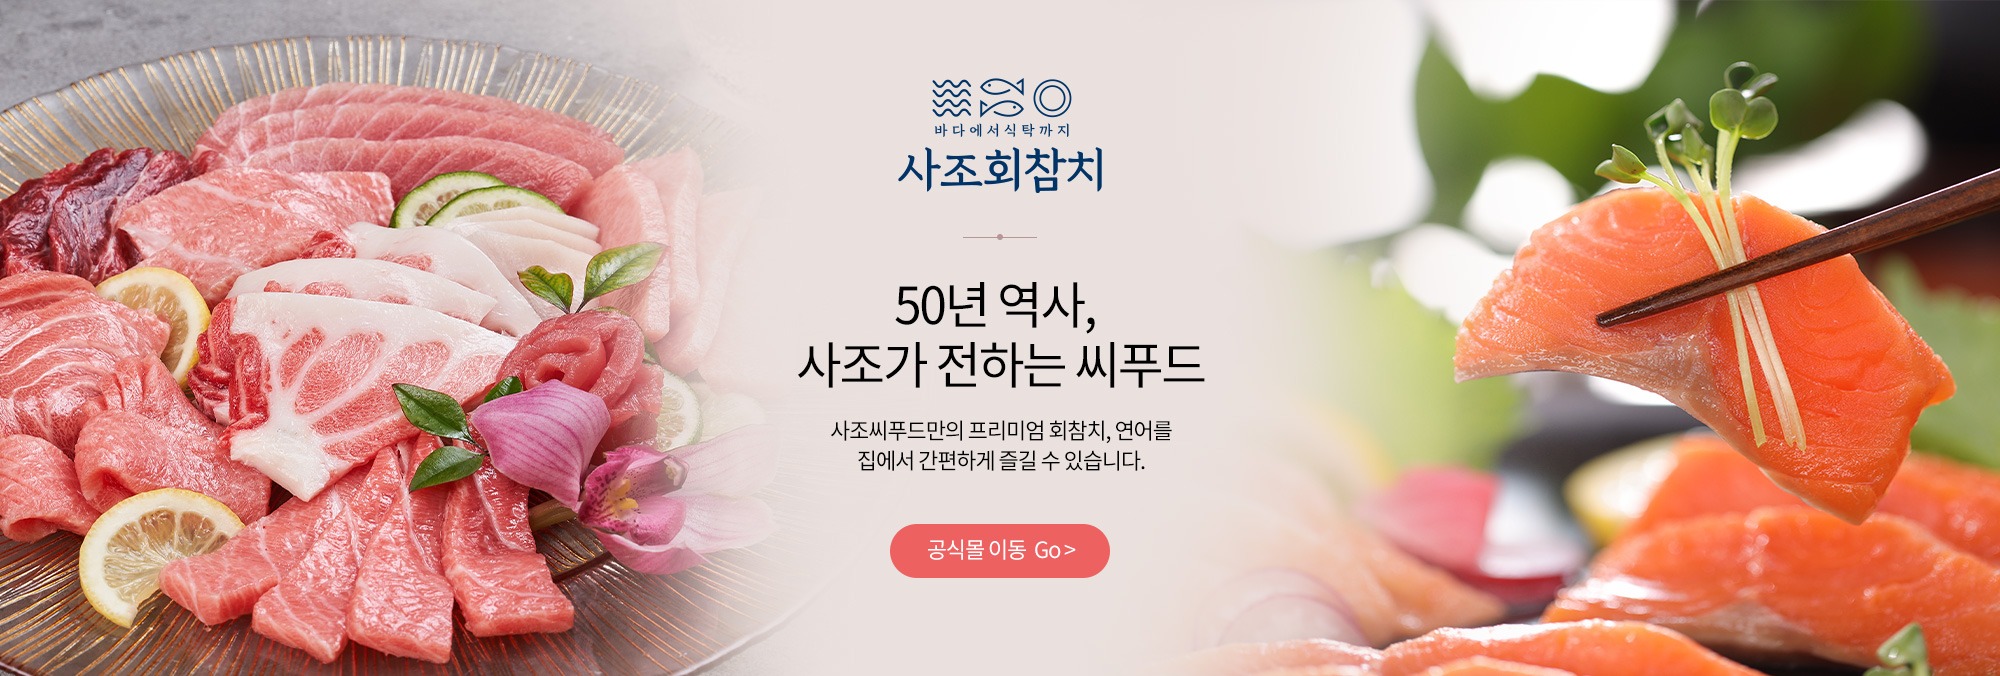 바다에서식탁까지
사조회참치
50년 역사,
사조가 전하는 씨푸드
사조씨푸드만의 프리미엄 회참치, 연어를
집에서 간편하게 즐길 수 있습니다.
공식몰 이동 Go >